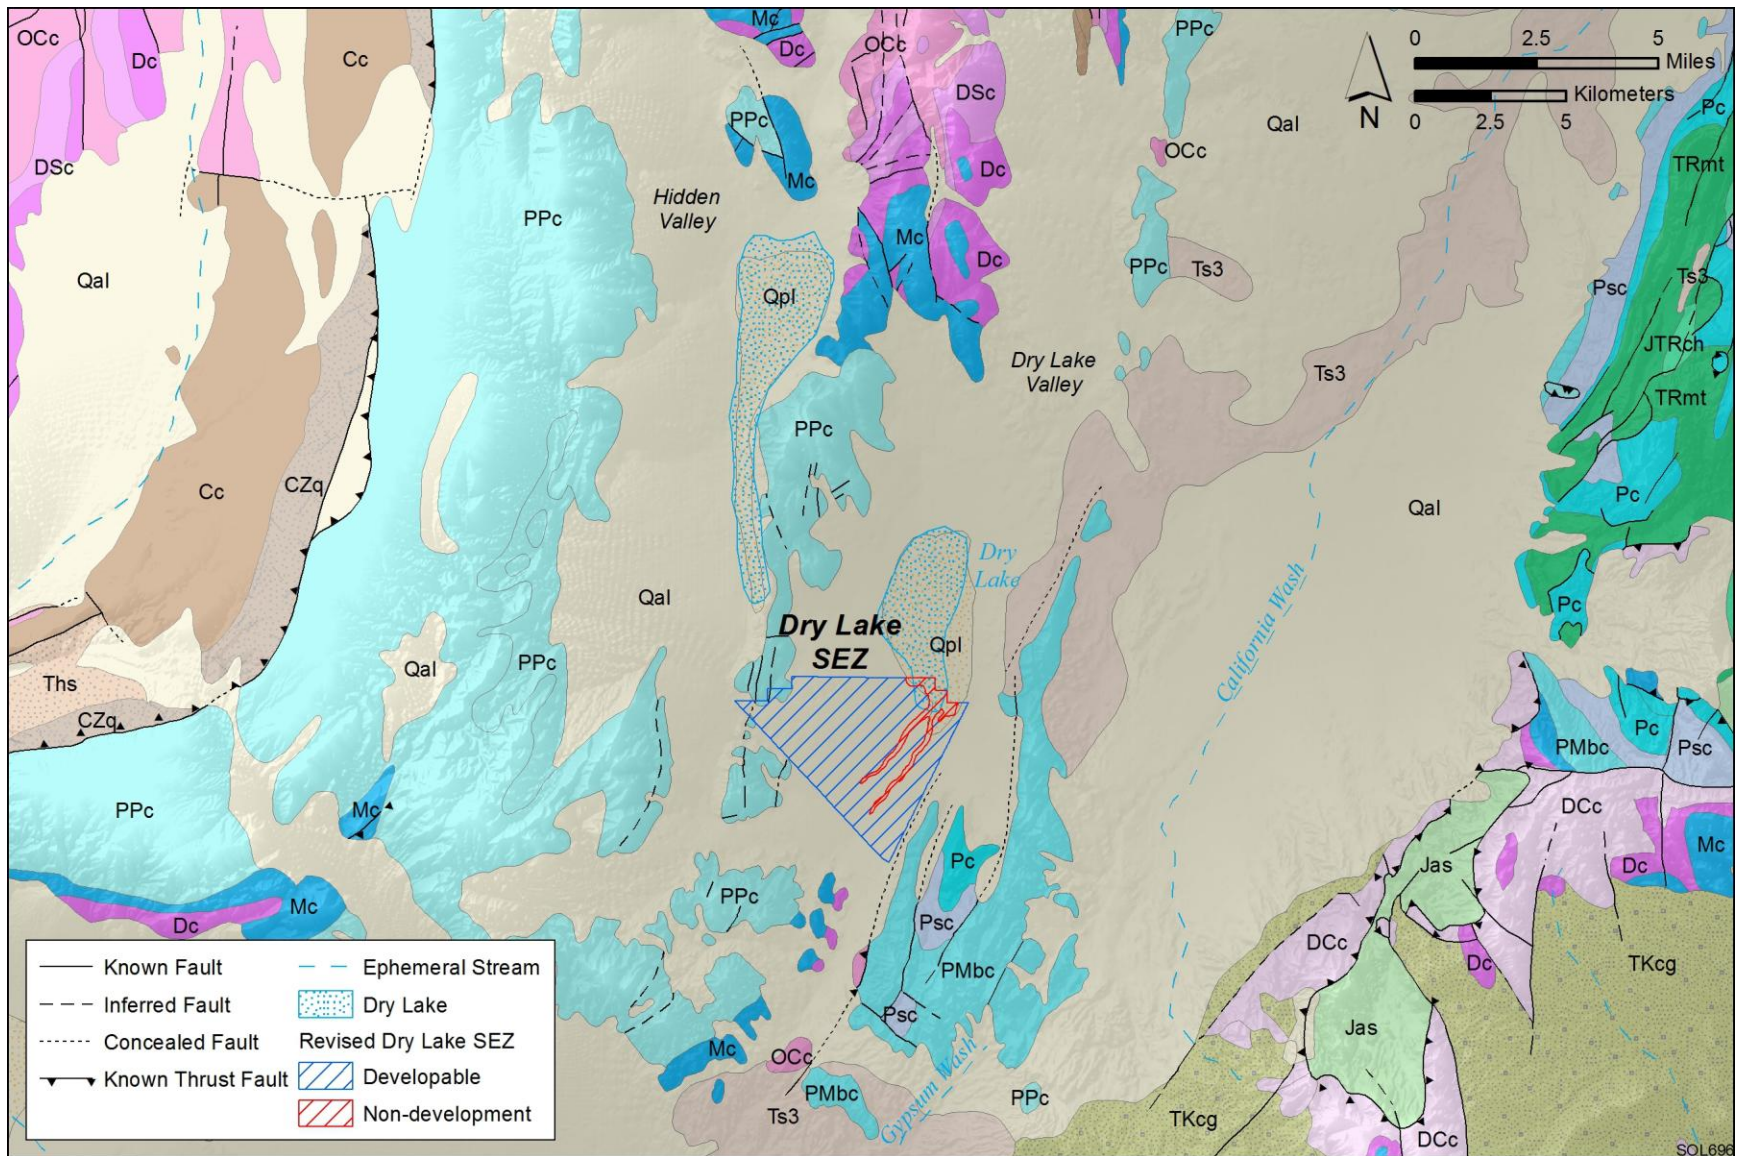 OCc
Dc
Cc
Mc
Dc
OCc
PPc
0
2.5
5
Miles
Kilometers
0
2.5
5
N
DSc
PPc
Qal
Pc
DSc
OCc
TRmt
Mc
Dc
Hidden
Valley
PPc
Mc
Dc
Qal
Qpl
PPc
Ts3
Psc
Ts3
JTRch
Dry Lake
Valley
Ts3
TRmt
PPc
Cc
CZq
Pc
Qal
Dry
Lake
Qal
Pc
California Wash
Dry Lake
SEZ
Qpl
Ths
Qal
PPc
CZq
PMbc
Pc
Psc
PPc
Mc
DCc
Mc
Pc
Jas
Dc
PPc
Mc
Dc
Psc
DCc
Dc
TKcg
PMbc
Psc
Jas
Mc
OCc
Gypsum Wash
PMbc
PPc
Ts3
TKcg
DCc
Known Fault
Inferred Fault
Concealed Fault
Known Thrust Fault
Ephemeral Stream
Dry Lake
Revised Dry Lake SEZ
Developable
Non-development
SOL696